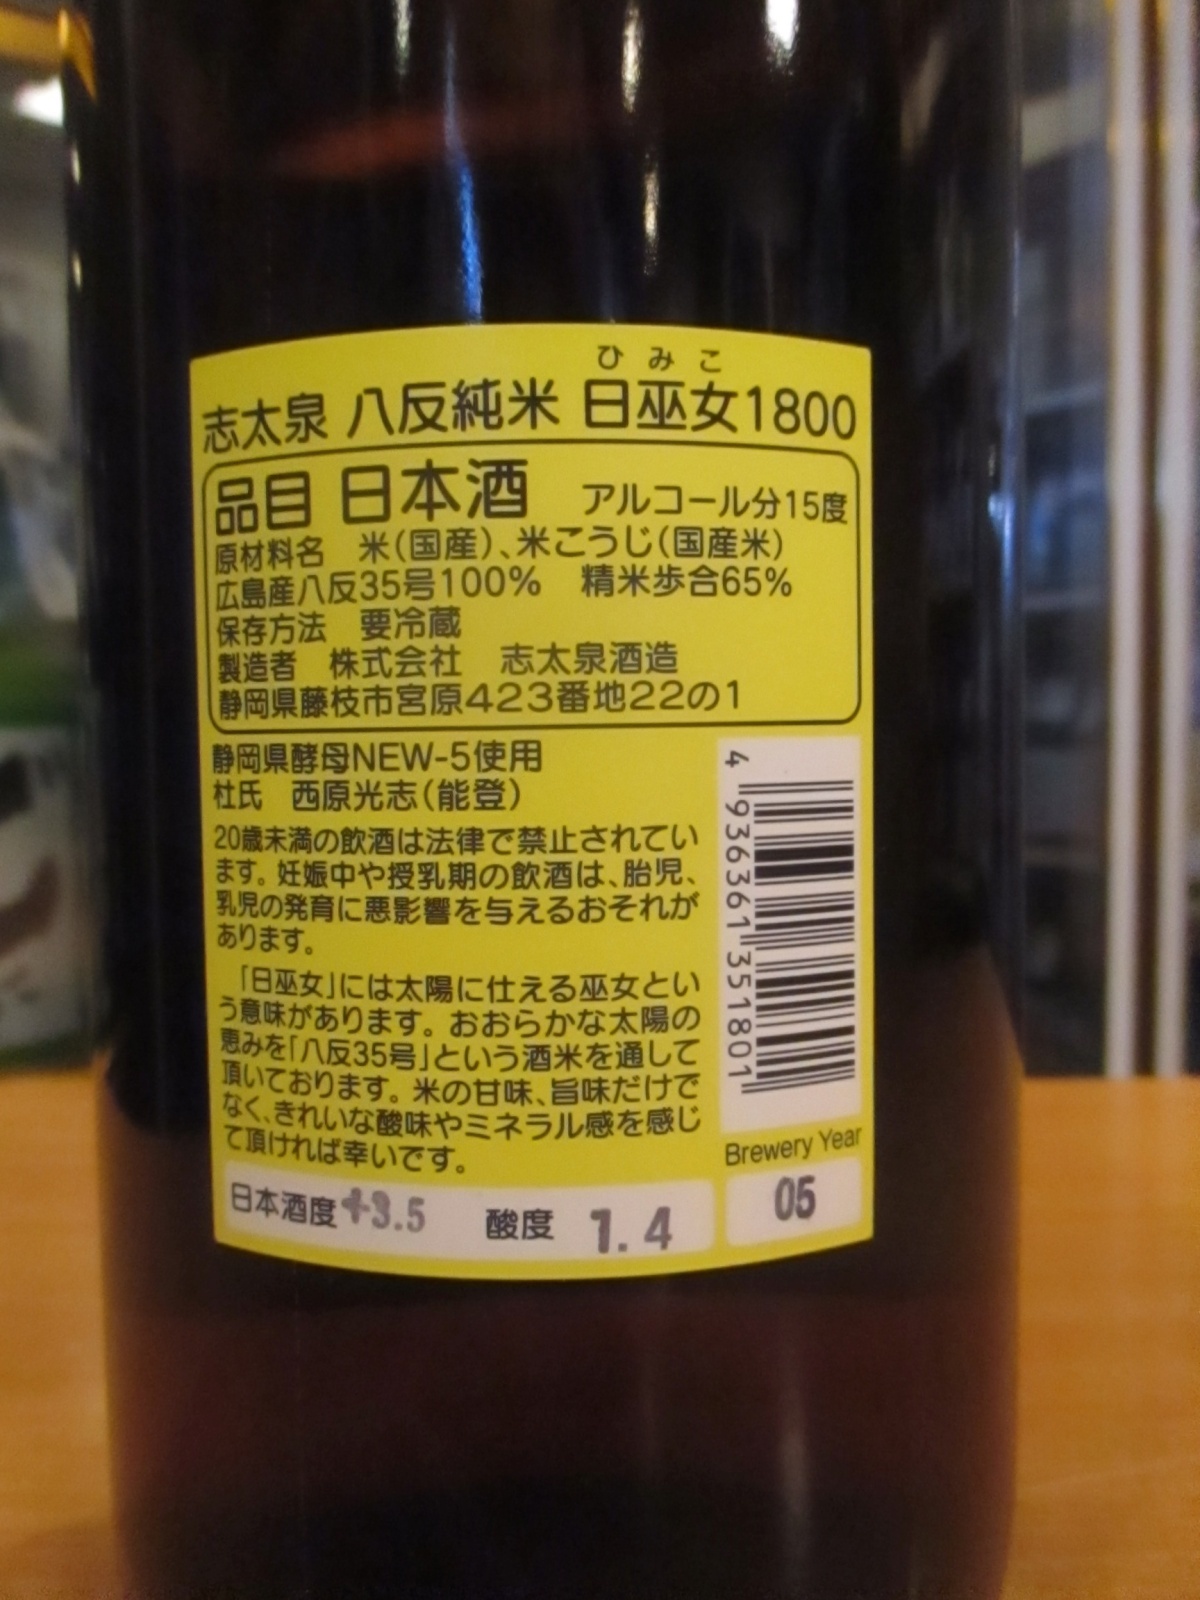 ひみこ
志太泉 八反純米 日巫女1800
品目 日本酒 アルコール分15度
原材料名 米(国産)、米こうじ(国産米)
広島産八反35号100% 精米歩合65%
保存方法 要冷蔵
製造者 株式会社 志太泉酒造
静岡県藤枝市宮原423番地22の1
静岡県酵母NEW-5使用
杜氏 西原光志(能登)
20歳未満の飲酒は法律で禁止されてい
ます。妊娠中や授乳期の飲酒は、胎児、
乳児の発育に悪影響を与えるおそれが
あります。
「日巫女」には太陽に仕える巫女とい
う意味があります。おおらかな太陽の
恵みを「八反35号」という酒米を通して
頂いております。米の甘味、旨味だけで
なく、きれいな酸味やミネラル感を感じ
て頂ければ幸いです。
4 936361 351801
Brewery Year
05
日本酒度+3.5 酸度 1.4